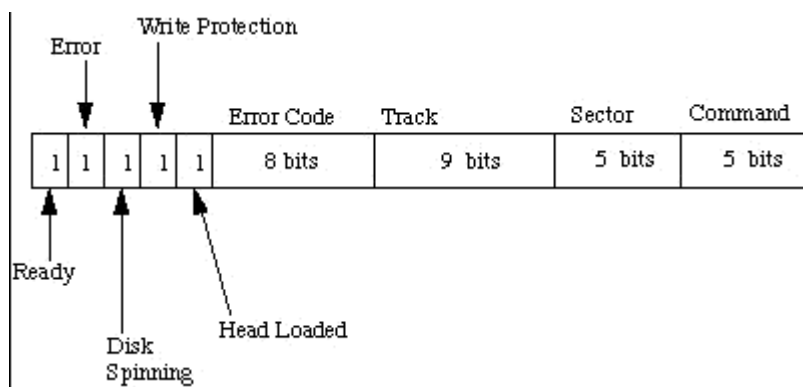 Write Protection
Error
Error Code Track Sector Command
1 1 1 1 1 8 bits 9 bits 5 bits 5 bits
Ready
Head Loaded
Disk
Spinning